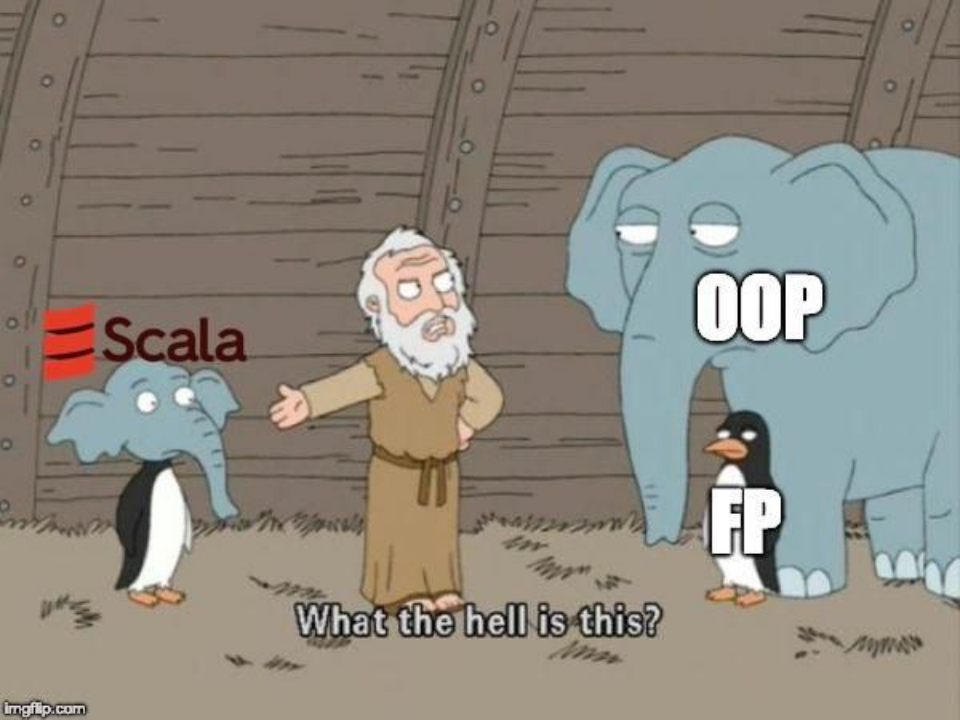 Scala
OOP
FP
What the hell is this?
imgflip.com